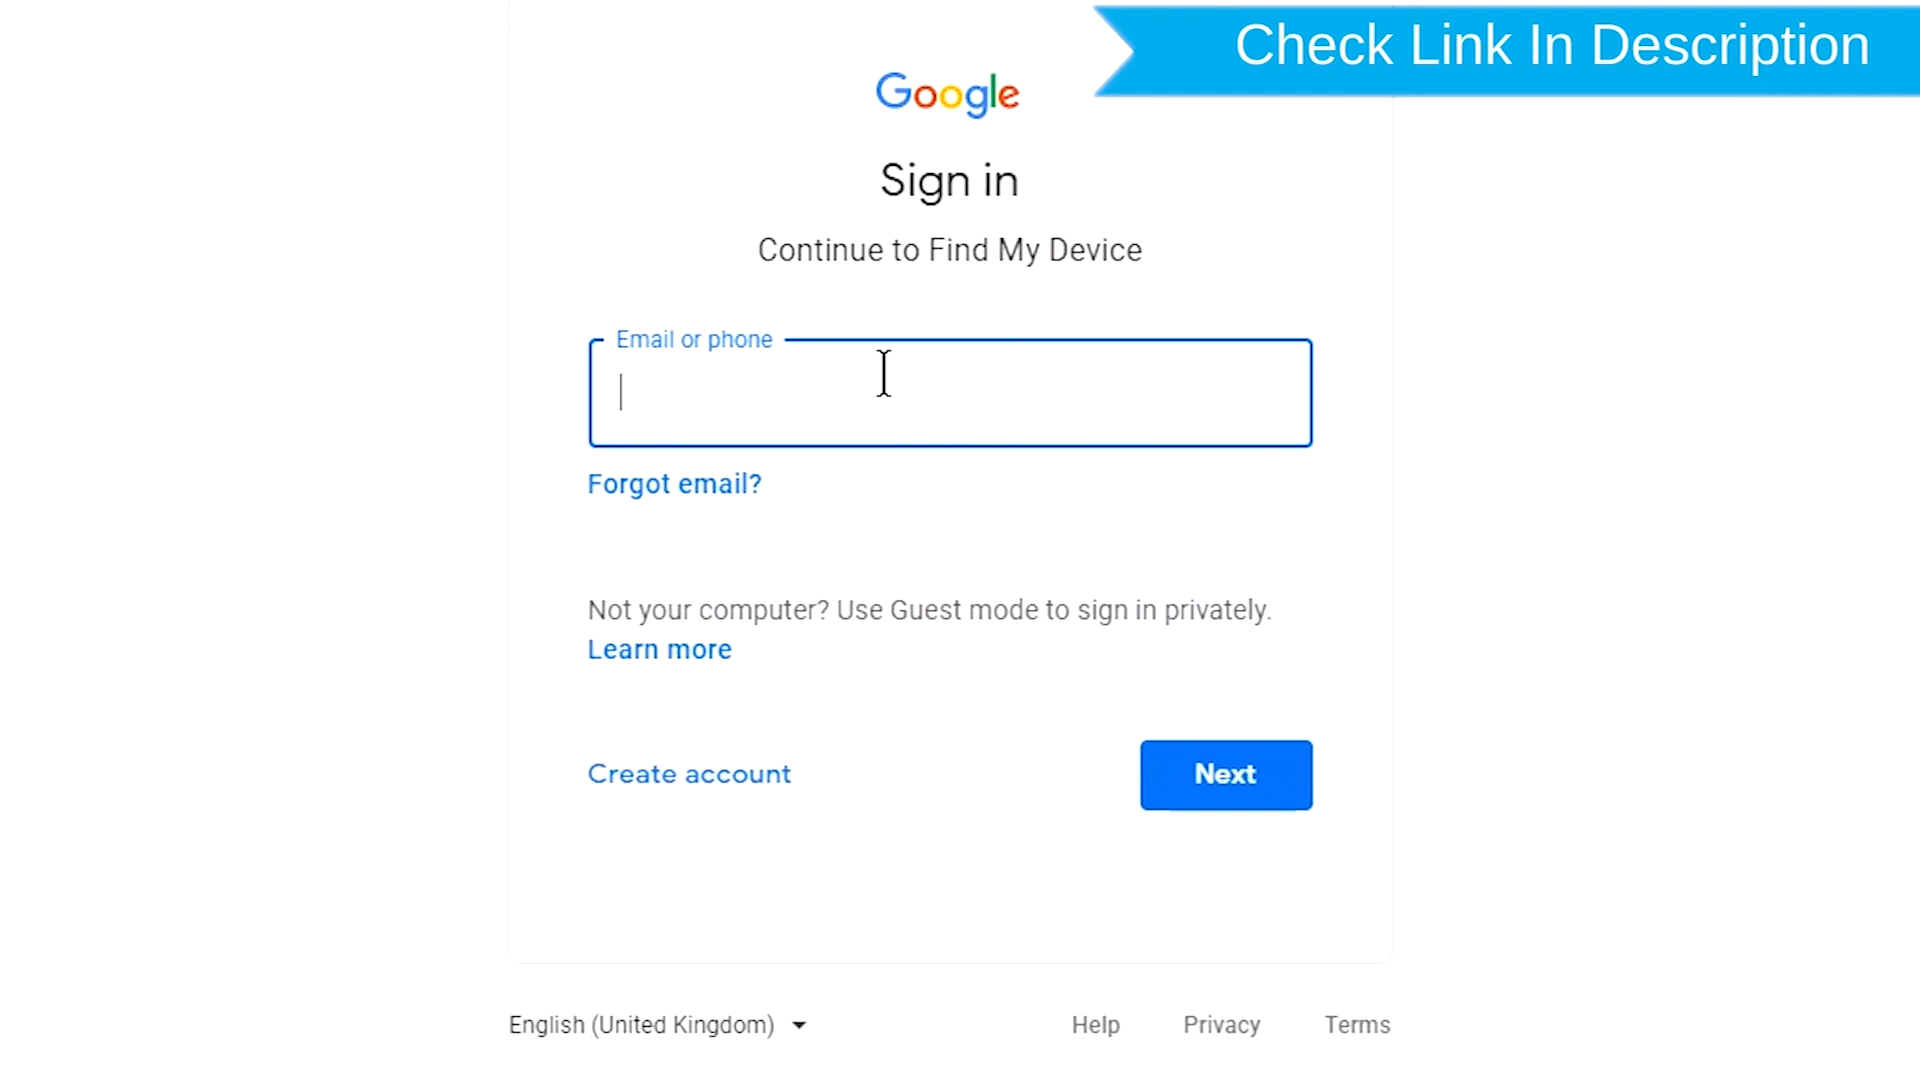 Check Link In Description
Google
Sign in
Continue to Find My Device
Email or phone
Forgot email?
Not your computer? Use Guest mode to sign in privately.
Learn more
Create account
Next
English (United Kingdom)
Help
Privacy
Terms